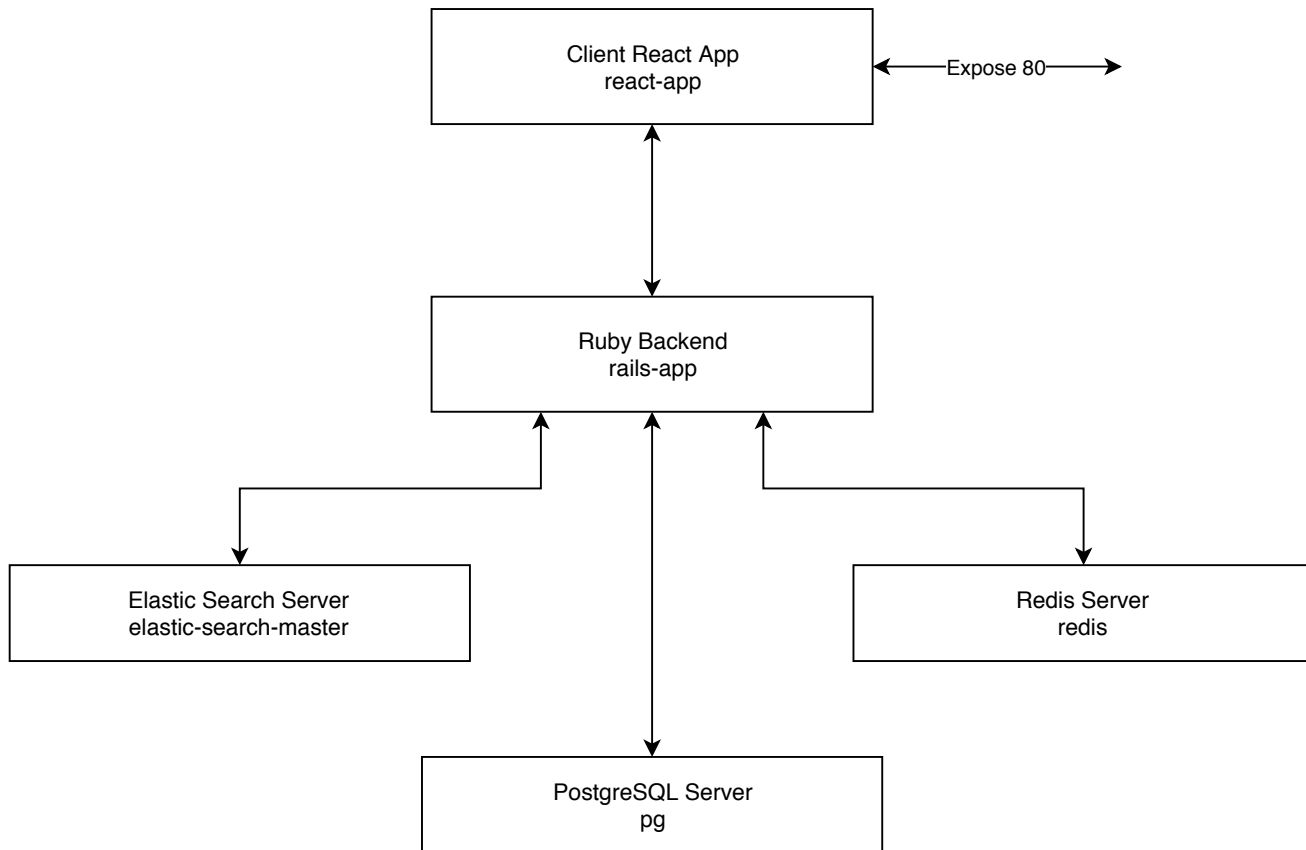 Client React App
react-app
Expose 80
Ruby Backend
rails-app
Elastic Search Server
elastic-search-master
Redis Server
redis
PostgreSQL Server
pg